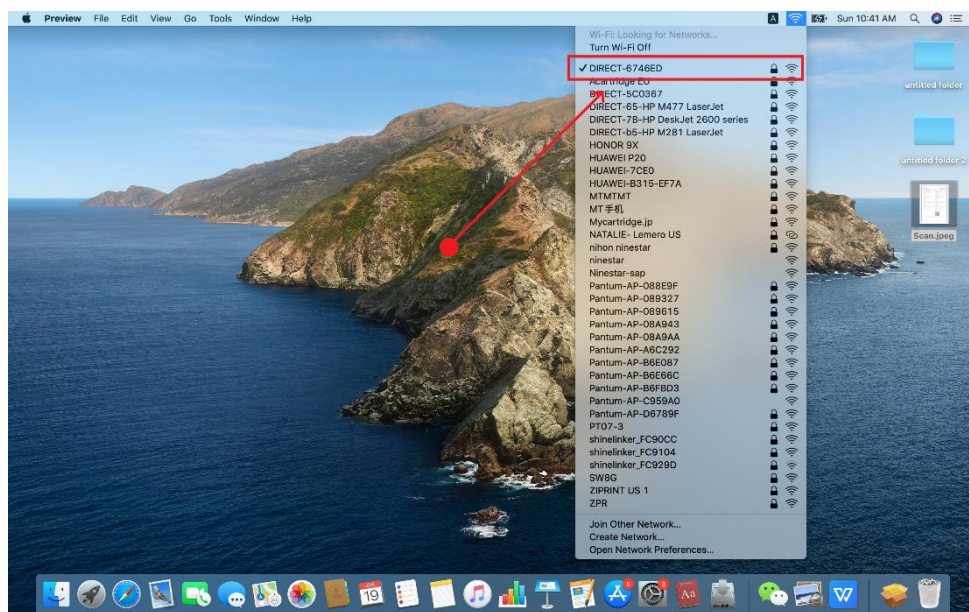 Preview File Edit View Go Tools Window Help
Sun 10:41 AM
Wi-Fi: Looking for Networks...
Turn Wi-Fi Off
DIRECT-6746ED
Acartridge EU
DIRECT-5C0367
DIRECT-65-HP M477 LaserJet
DIRECT-7B-HP DeskJet 2600 series
DIRECT-b5-HP M281 LaserJet
HONOR 9X
HUAWEI P20
HUAWEI-7CE0
HUAWEI-B315-EF7A
MTMTMT
MT手机
Mycartridge.jp
NATALIE- Lemero US
nihon ninestar
ninestar
Ninestar-sap
Pantum-AP-088E9F
Pantum-AP-089327
Pantum-AP-089615
Pantum-AP-08A943
Pantum-AP-08A9AA
Pantum-AP-A6C292
Pantum-AP-B6E087
Pantum-AP-B6E66C
Pantum-AP-B6FBD3
Pantum-AP-C959A0
Pantum-AP-D6789F
PT07-3
shinelinker_FC90CC
shinelinker_FC9104
shinelinker_FC929D
SW8G
ZIPRINT US 1
ZPR
Join Other Network...
Create Network...
Open Network Preferences...
untitled folder
untitled folder 2
Scan.jpeg
19
Aa
W